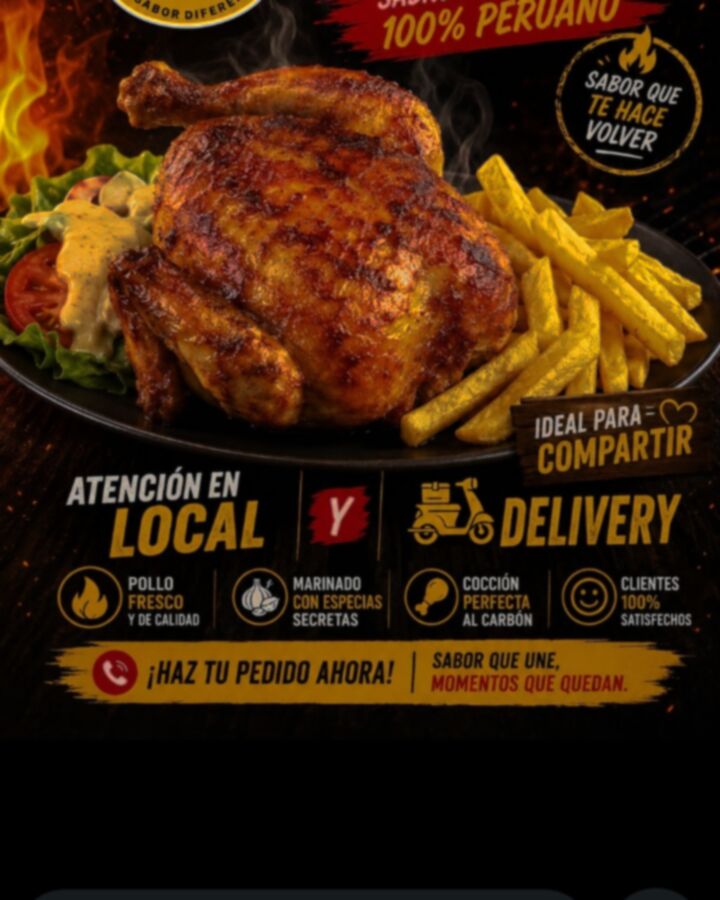 SABOR DIFERE
100% PERUANO
SABOR QUE
TE HACE
VOLVER
IDEAL PARA
COMPARTIR
ATENCIÓN EN
LOCAL
Y
DELIVERY
POLLO
FRESCO
Y DE CALIDAD
MARINADO
CON ESPECIAS
SECRETAS
COCCIÓN
PERFECTA
AL CARBÓN
CLIENTES
100%
SATISFECHOS
¡HAZ TU PEDIDO AHORA!
SABOR QUE UNE,
MOMENTOS QUE QUEDAN.